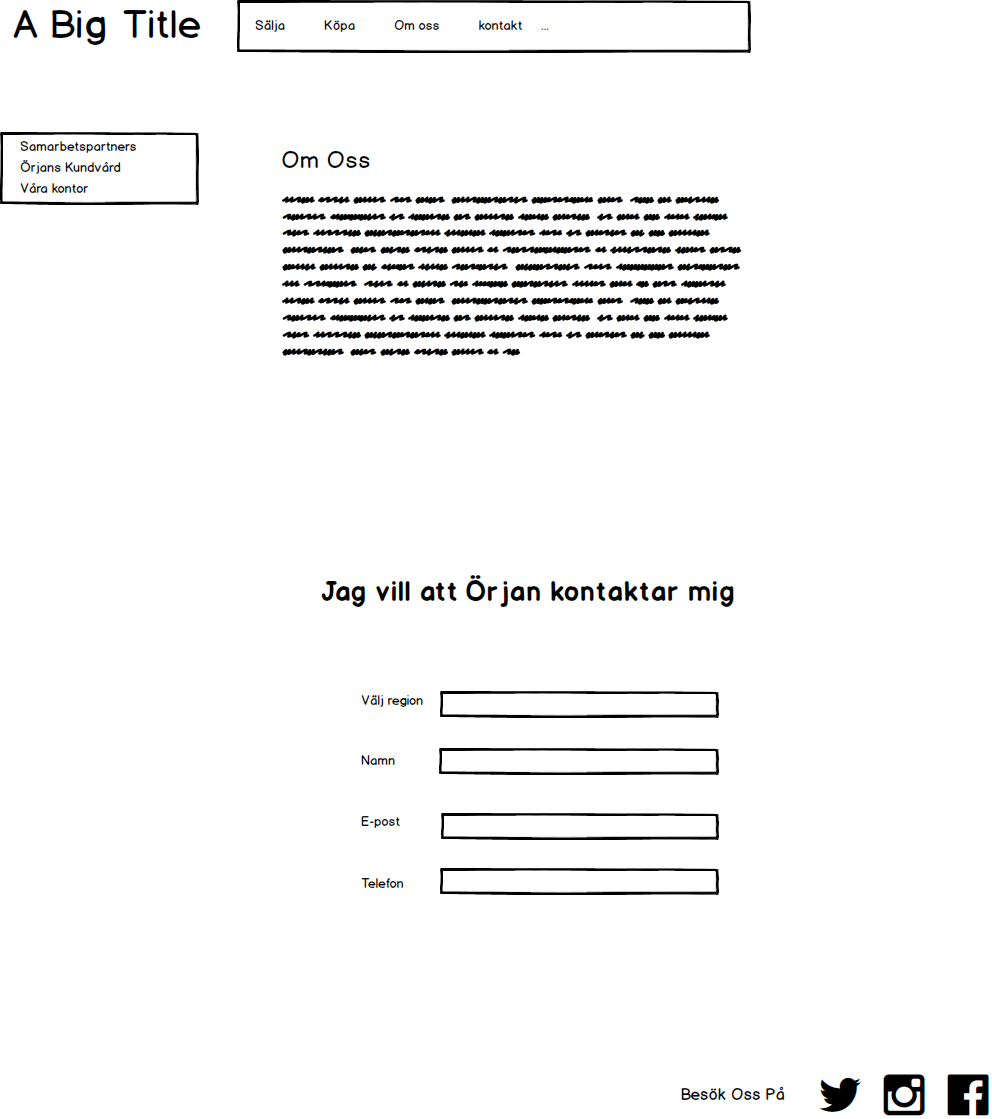 A Big Title
Sälja Köpa Om oss kontakt ...
Samarbetspartners
Örjans Kundvård
Våra kontor
Om Oss
Jag vill att Örjan kontaktar mig
Välj region
Namn
E-post
Telefon
Besök Oss På